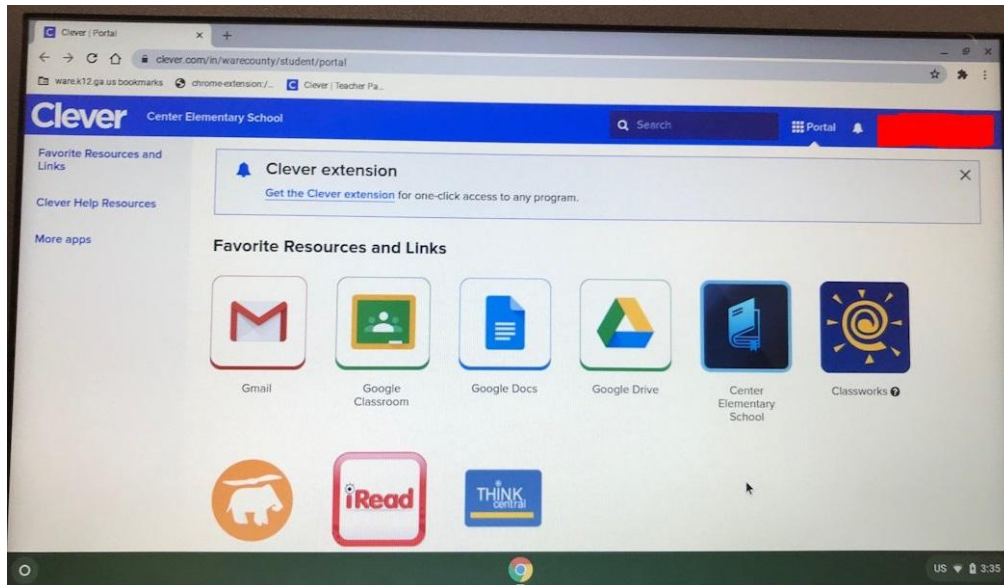 Clever | Portal
clever.com/in/warecounty/student/portal
ware.k12.ga.us bookmarks
chrome-extension:/...
Clever | Teacher Pa...
Clever
Center Elementary School
Search
Portal
Favorite Resources and
Links
Clever Help Resources
More apps
Clever extension
Get the Clever extension for one-click access to any program.
Favorite Resources and Links
Gmail
Google
Classroom
Google Docs
Google Drive
Center
Elementary
School
Classworks
iRead
THINK
central
US
3:35